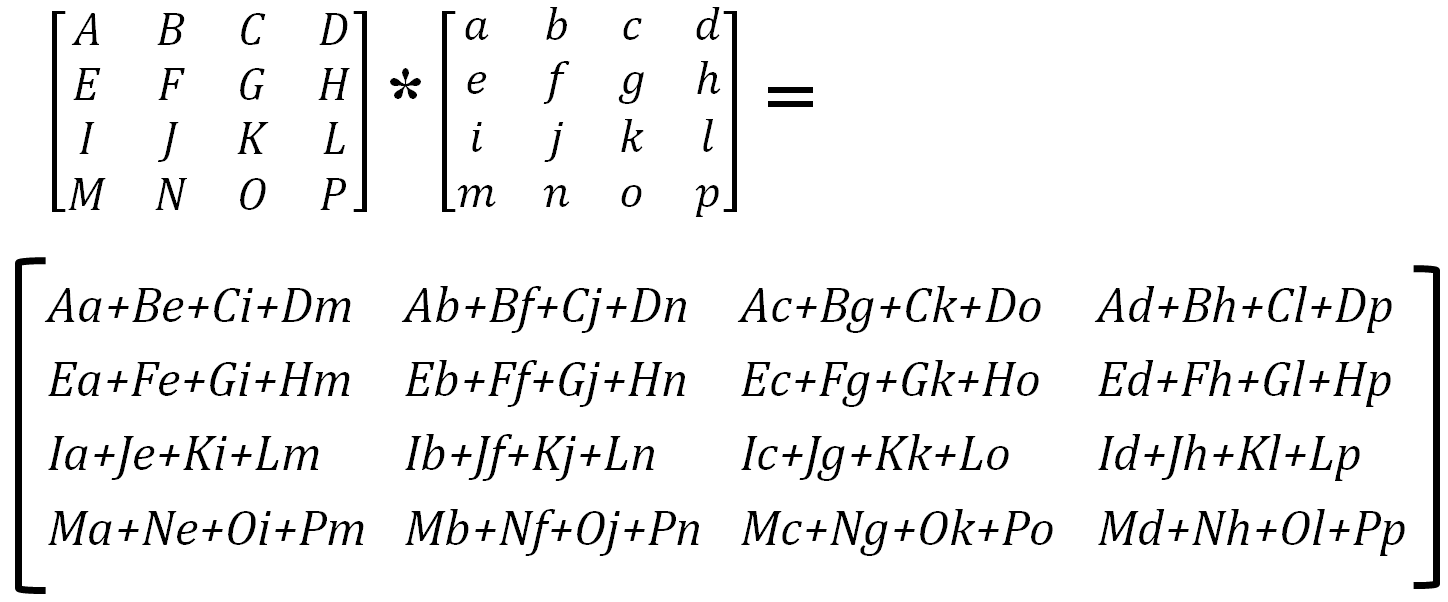 [A B C D] * [a b c d] =
[E F G H] [e f g h]
[I J K L] [i j k l]
[M N O P] [m n o p]
[Aa+Be+Ci+Dm Ab+Bf+Cj+Dn Ac+Bg+Ck+Do Ad+Bh+Cl+Dp]
[Ea+Fe+Gi+Hm Eb+Ff+Gj+Hn Ec+Fg+Gk+Ho Ed+Fh+Gl+Hp]
[Ia+Je+Ki+Lm Ib+Jf+Kj+Ln Ic+Jg+Kk+Lo Id+Jh+Kl+Lp]
[Ma+Ne+Oi+Pm Mb+Nf+Oj+Pn Mc+Ng+Ok+Po Md+Nh+Ol+Pp]